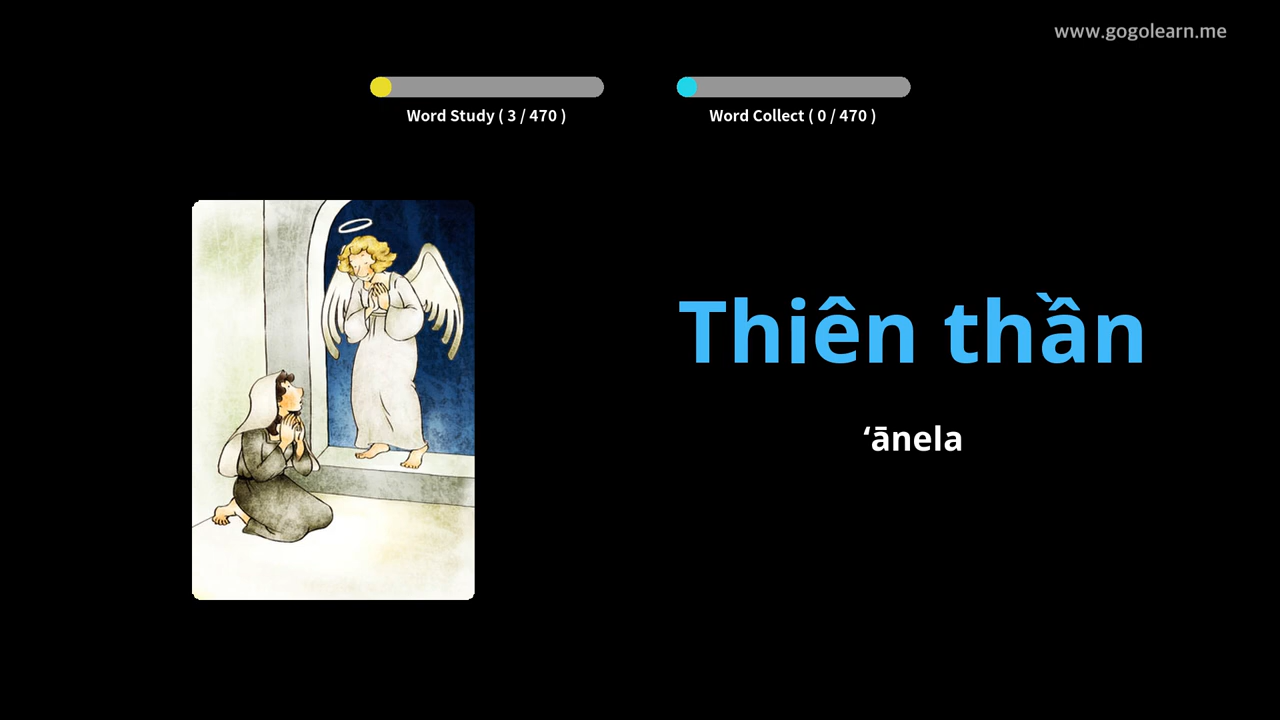 www.gogolearn.me
Word Study ( 3 / 470 )
Word Collect ( 0 / 470 )
Thiên thần
ʻānela